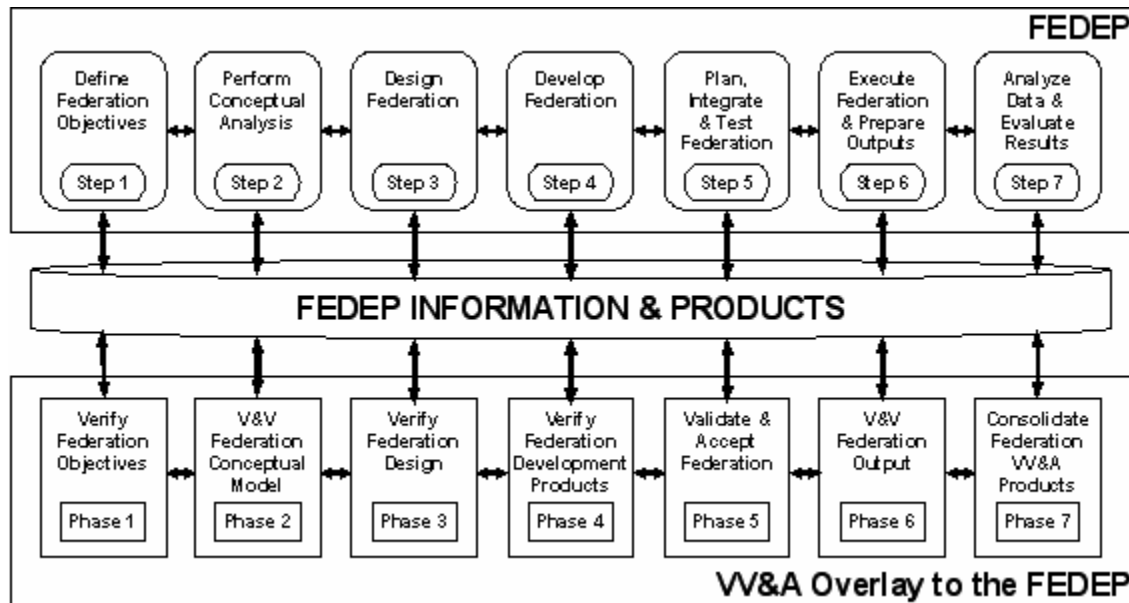 FEDEP
Define
Federation
Objectives
Step 1
Perform
Conceptual
Analysis
Step 2
Design
Federation
Step 3
Develop
Federation
Step 4
Plan,
Integrate
& Test
Federation
Step 5
Execute
Federation
& Prepare
Outputs
Step 6
Analyze
Data &
Evaluate
Results
Step 7
FEDEP INFORMATION & PRODUCTS
Verify
Federation
Objectives
Phase 1
V&V
Federation
Conceptual
Model
Phase 2
Verify
Federation
Design
Phase 3
Verify
Federation
Development
Products
Phase 4
Validate &
Accept
Federation
Phase 5
V&V
Federation
Output
Phase 6
Consolidate
Federation
VV&A
Products
Phase 7
VV&A Overlay to the FEDEP